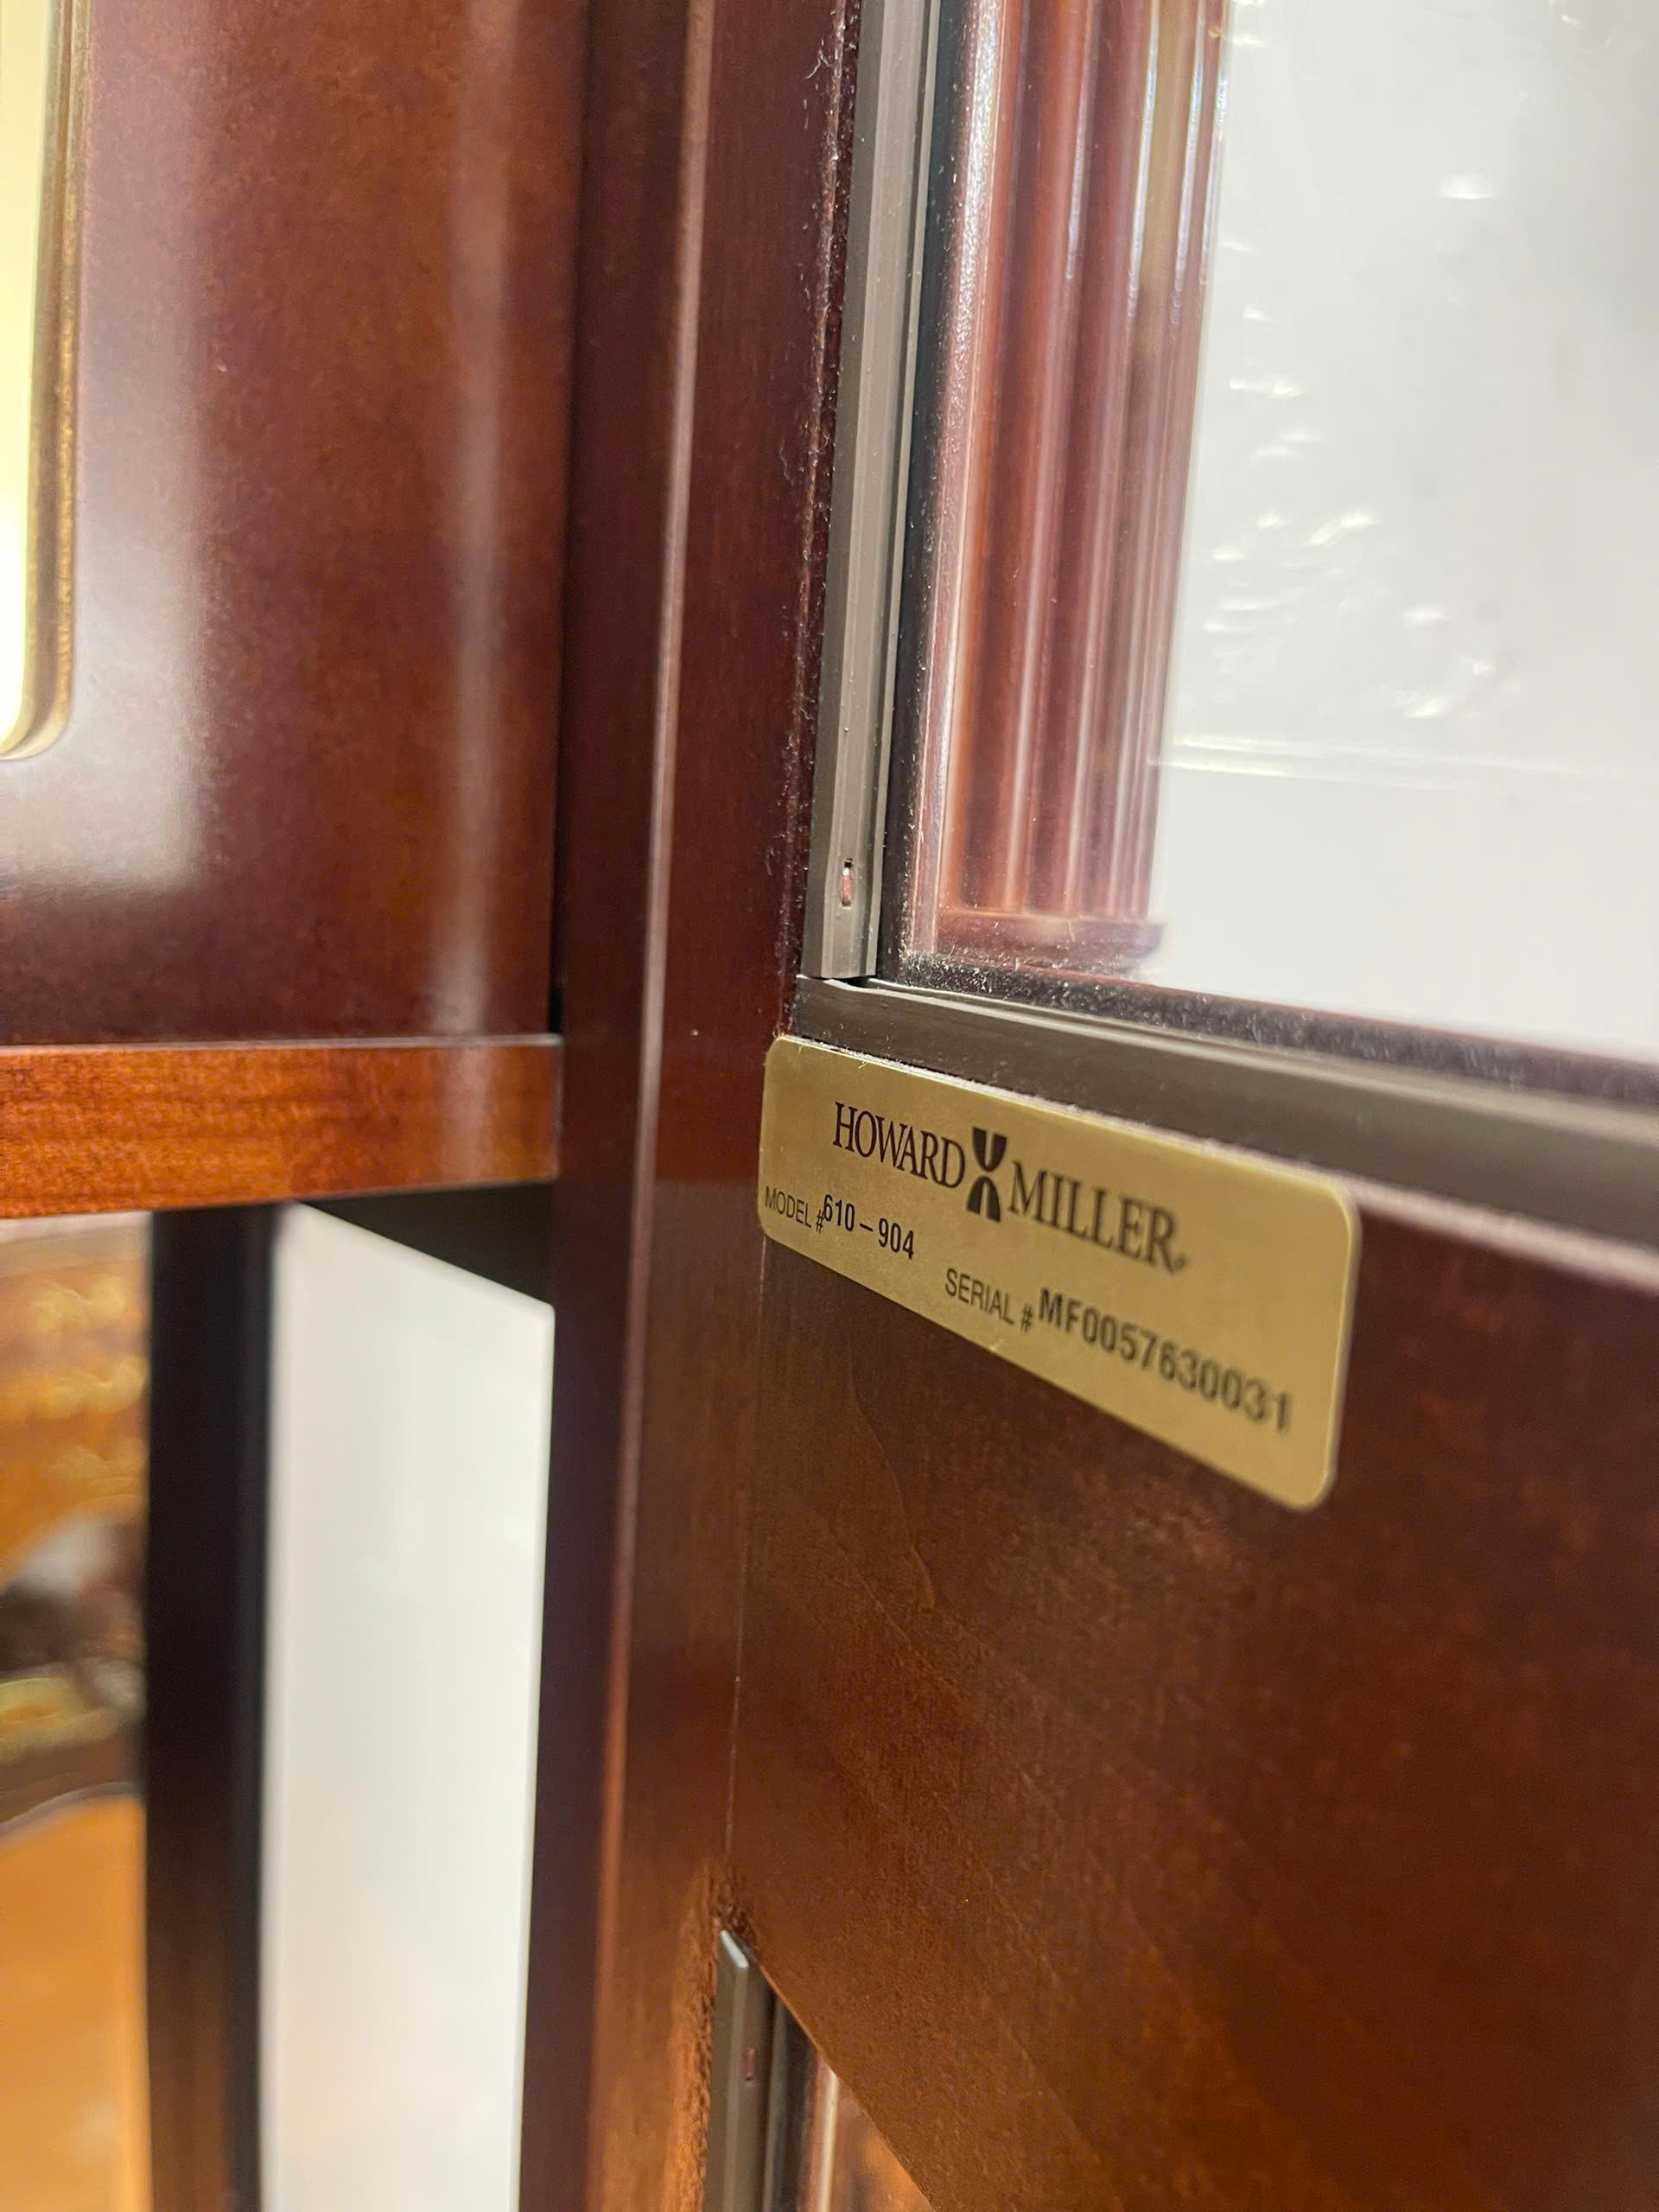 HOWARD MILLER
MODEL # 610-904
SERIAL # MF0057630031